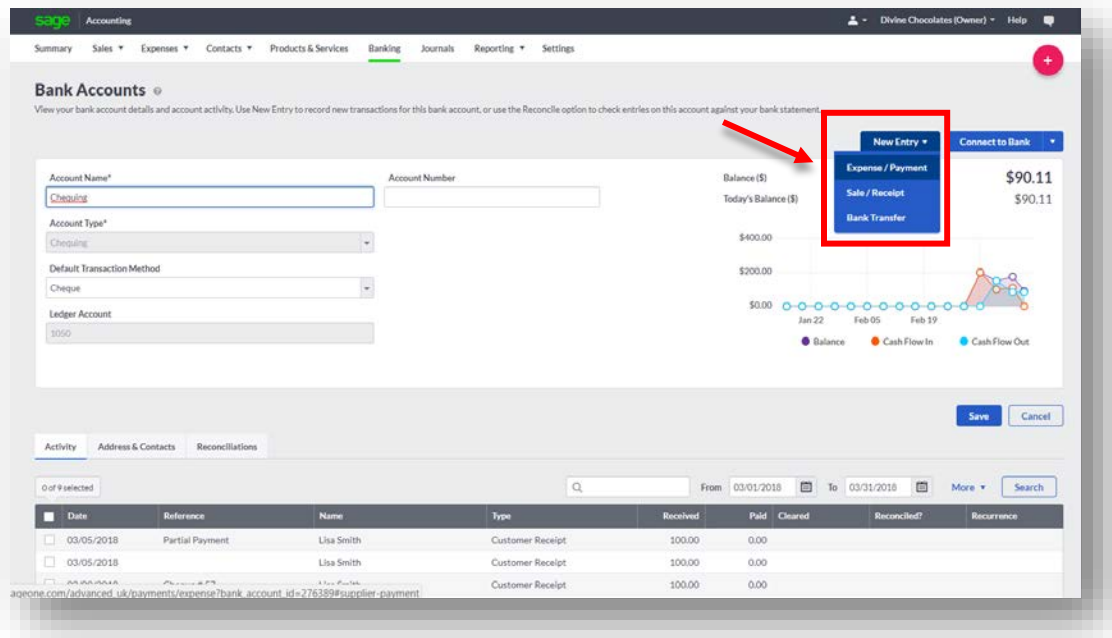 sage Accounting Divine Chocolates (Owner) Help
Summary Sales Expenses Contacts Products & Services Banking Journals Reporting Settings
+
Bank Accounts
View your bank account details and account activity. Use New Entry to record new transactions for this bank account, or use the Reconcile option to check entries on this account against your bank statement.
New Entry Connect to Bank
Expense / Payment
Sale / Receipt
Bank Transfer
Account Name* Account Number
Chequing
Account Type*
Chequing
Default Transaction Method
Cheque
Ledger Account
1050
Balance ($) $90.11
Today's Balance ($) $90.11
$400.00
$200.00
$0.00
Jan 22 Feb 05 Feb 19
Balance Cash Flow In Cash Flow Out
Save Cancel
Activity Address & Contacts Reconciliations
0 of 9 selected From 03/01/2018 To 03/31/2018 More Search
Date Reference Name Type Received Paid Cleared Reconciled? Recurrence
03/05/2018 Partial Payment Lisa Smith Customer Receipt 100.00 0.00
03/05/2018 Lisa Smith Customer Receipt 100.00 0.00
Customer Receipt 100.00 0.00
ageone.com/advanced_uk/payments/expense?bank_account_id=276389#supplier-payment